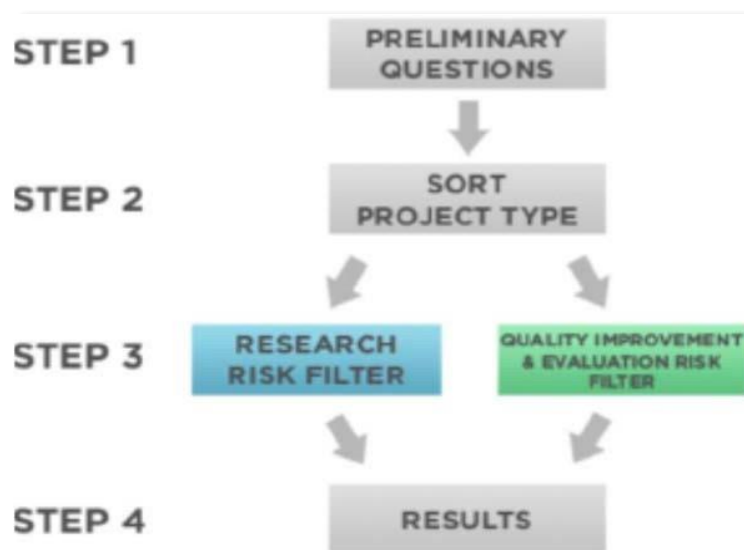 STEP 1
PRELIMINARY
QUESTIONS
STEP 2
SORT
PROJECT TYPE
STEP 3
RESEARCH
RISK FILTER
QUALITY IMPROVEMENT
& EVALUATION RISK
FILTER
STEP 4
RESULTS